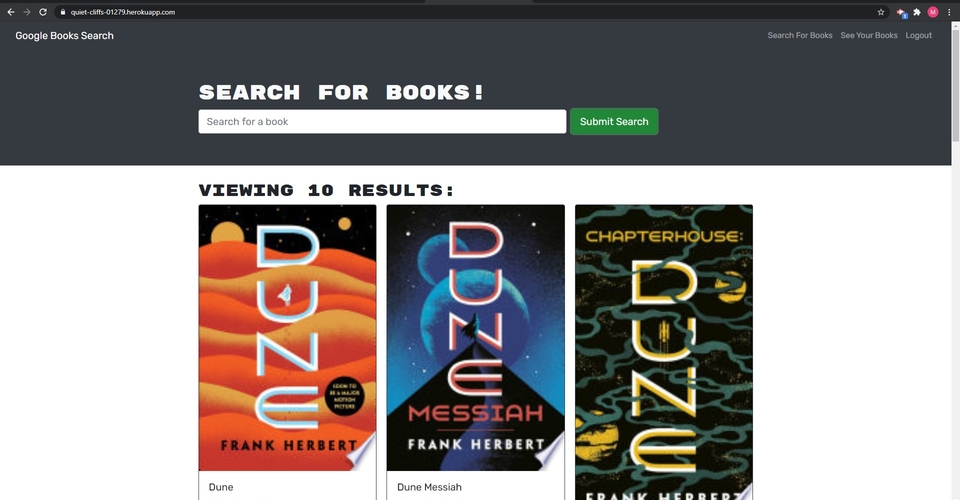 quiet-cliffs-01279.herokuapp.com
M
Google Books Search
Search For Books
See Your Books
Logout
SEARCH FOR BOOKS!
Search for a book
Submit Search
VIEWING 10 RESULTS:
DUNE
SOON TO
BE A MAJOR
MOTION
PICTURE
FRANK HERBERT
Dune
DUNE
MESSIAH
FRANK HERBERT
Dune Messiah
CHAPTERHOUSE:
DUNE
FRANK HERBERT